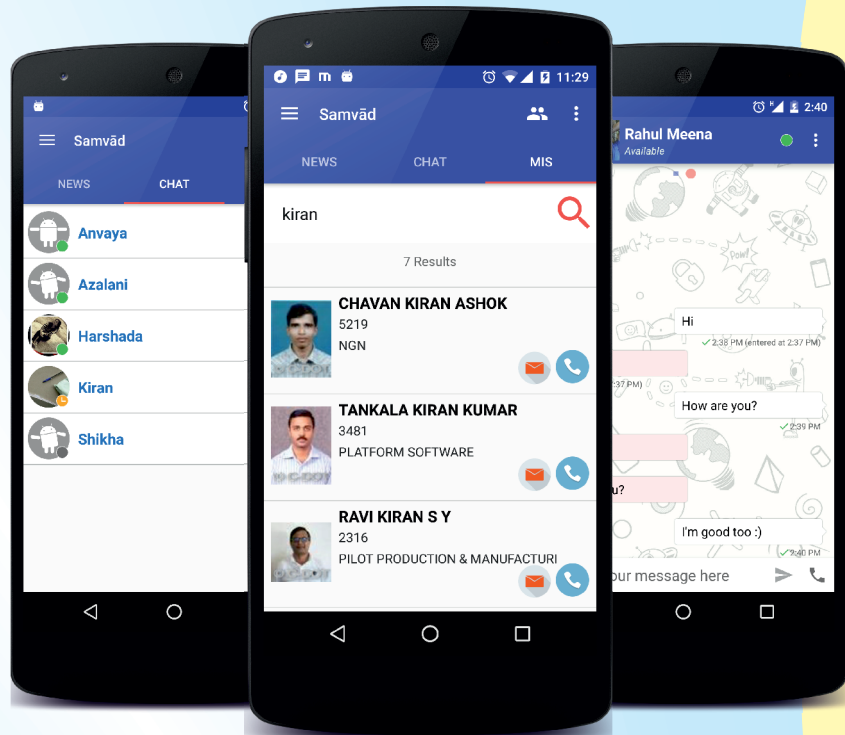 Samvād
NEWS
CHAT
Anvaya
Azalani
Harshada
Kiran
Shikha
11:29
Samvād
NEWS
CHAT
MIS
kiran
7 Results
CHAVAN KIRAN ASHOK
5219
NGN
TANKALA KIRAN KUMAR
3481
PLATFORM SOFTWARE
RAVI KIRAN S Y
2316
PILOT PRODUCTION & MANUFACTURI
2:40
Rahul Meena
Available
POW!
Hi
2:38 PM (entered at 2:37 PM)
:37 PM)
How are you?
2:39 PM
u?
I'm good too :)
2:40 PM
our message here